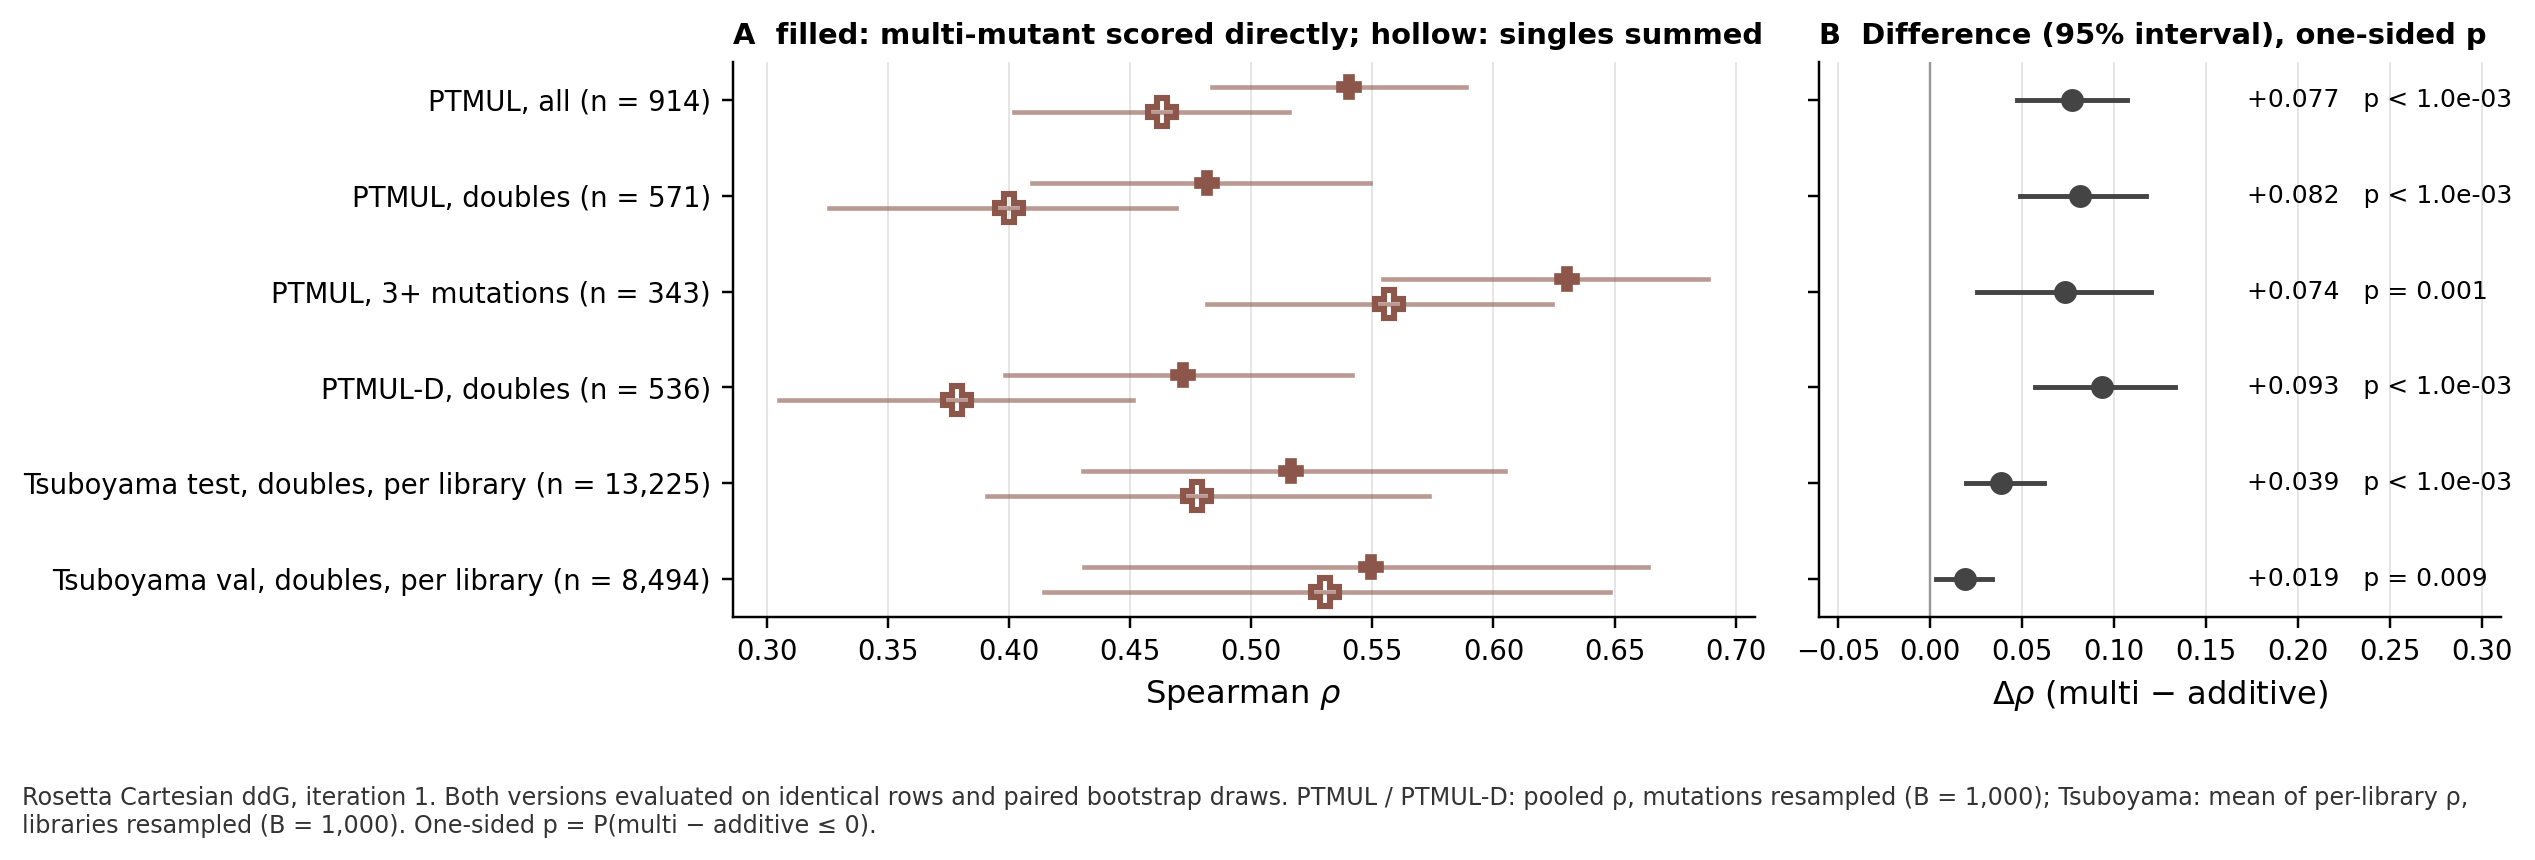 A  filled: multi-mutant scored directly; hollow: singles summed
B  Difference (95% interval), one-sided p
PTMUL, all (n = 914)
+0.077   p < 1.0e-03
PTMUL, doubles (n = 571)
+0.082   p < 1.0e-03
PTMUL, 3+ mutations (n = 343)
+0.074   p = 0.001
PTMUL-D, doubles (n = 536)
+0.093   p < 1.0e-03
Tsuboyama test, doubles, per library (n = 13,225)
+0.039   p < 1.0e-03
Tsuboyama val, doubles, per library (n = 8,494)
+0.019   p = 0.009
0.30 0.35 0.40 0.45 0.50 0.55 0.60 0.65 0.70
−0.05 0.00 0.05 0.10 0.15 0.20 0.25 0.30
Spearman ρ
Δρ (multi − additive)
Rosetta Cartesian ddG, iteration 1. Both versions evaluated on identical rows and paired bootstrap draws. PTMUL / PTMUL-D: pooled ρ, mutations resampled (B = 1,000); Tsuboyama: mean of per-library ρ,
libraries resampled (B = 1,000). One-sided p = P(multi − additive ≤ 0).